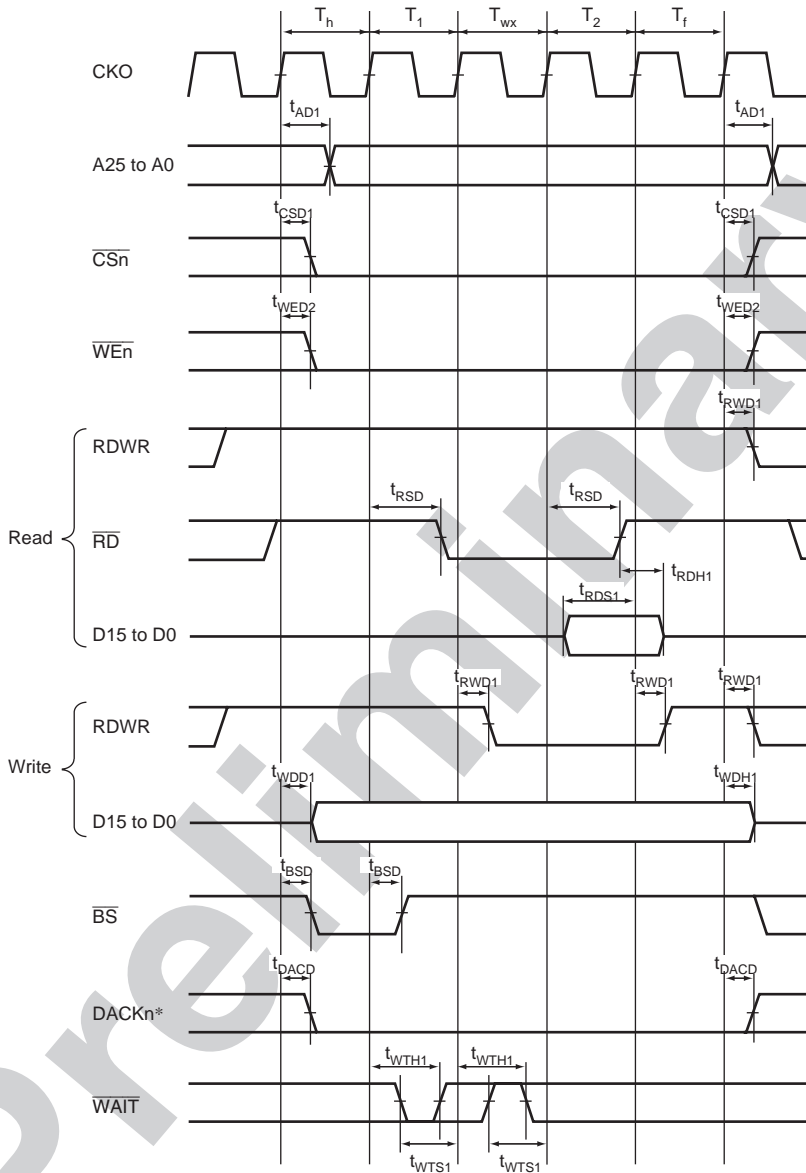 Th T1 Twx T2 Tf
CKO
tAD1 tAD1
A25 to A0
tCSD1 tCSD1
CSn
tWED2 tWED2
WEn
tRWD1
RDWR
tRSD tRSD
Read
RD
tRDH1
tRDS1
D15 to D0
tRWD1 tRWD1 tRWD1
RDWR
Write
tWDD1 tWDH1
D15 to D0
tBSD tBSD
BS
tDACD tDACD
DACKn*
tWTH1 tWTH1
WAIT
tWTS1 tWTS1
Preliminary